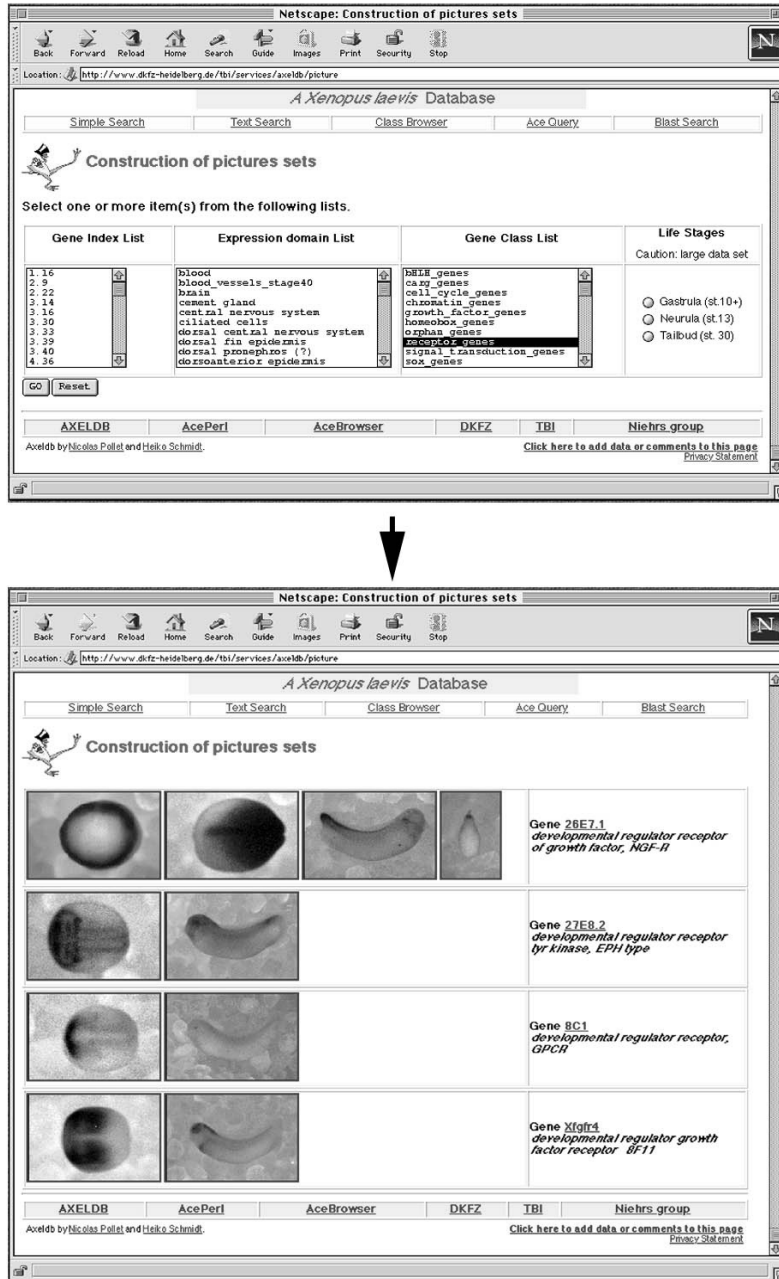 Netscape: Construction of pictures sets
Back Forward Reload Home Search Guide Images Print Security Stop
N
Location: http://www.dkfz-heidelberg.de/tbi/services/axeldb/picture
A Xenopus laevis Database
Simple Search Text Search Class Browser Ace Query Blast Search
Construction of pictures sets
Select one or more item(s) from the following lists.
Gene Index List Expression domain List Gene Class List Life Stages
Caution: large data set
1.16 blood bHLH_genes
2.9 blood_vessels_stage40 carg_genes
2.22 brain cell_cycle_genes
3.14 cement gland chromatin_genes Gastrula (st.10+)
3.16 central nervous system growth_factor_genes
3.30 ciliated cells homeobox_genes Neurula (st.13)
3.33 dorsal central nervous system orphan_genes
3.39 dorsal fin epidermis receptor_genes Tailbud (st. 30)
3.40 dorsal pronephros (?) signal_transduction_genes
4.36 dorsoanterior epidermis sox_genes
GO Reset
AXELDB AcePerl AceBrowser DKFZ TBI Niehrs group
Axeldb by Nicolas Pollet and Heiko Schmidt. Click here to add data or comments to this page
Privacy Statement
Netscape: Construction of pictures sets
Back Forward Reload Home Search Guide Images Print Security Stop
N
Location: http://www.dkfz-heidelberg.de/tbi/services/axeldb/picture
A Xenopus laevis Database
Simple Search Text Search Class Browser Ace Query Blast Search
Construction of pictures sets
Gene 26E7.1
developmental regulator receptor
of growth factor, NGF-R
Gene 27E8.2
developmental regulator receptor
tyr kinase, EPH type
Gene 8C1
developmental regulator receptor,
GPCR
Gene Xfgfr4
developmental regulator growth
factor receptor 8F11
AXELDB AcePerl AceBrowser DKFZ TBI Niehrs group
Axeldb by Nicolas Pollet and Heiko Schmidt. Click here to add data or comments to this page
Privacy Statement